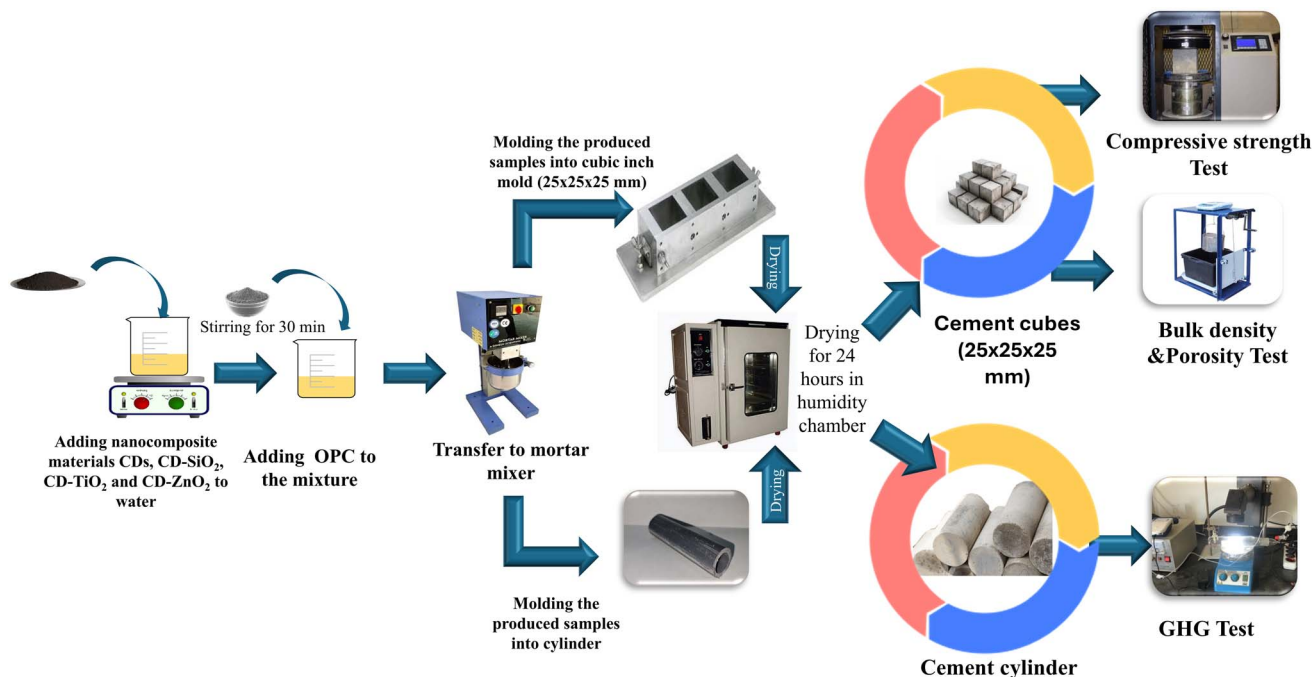 Adding nanocomposite
materials CDs, CD-SiO₂,
CD-TiO₂ and CD-ZnO₂ to
water
Stirring for 30 min
Adding OPC to
the mixture
Transfer to mortar
mixer
Molding the produced
samples into cubic inch
mold (25x25x25 mm)
Molding the
produced samples
into cylinder
Drying
Drying
Drying
for 24
hours in
humidity
chamber
Cement cubes
(25x25x25
mm)
Cement cylinder
Compressive strength
Test
Bulk density
&Porosity Test
GHG Test